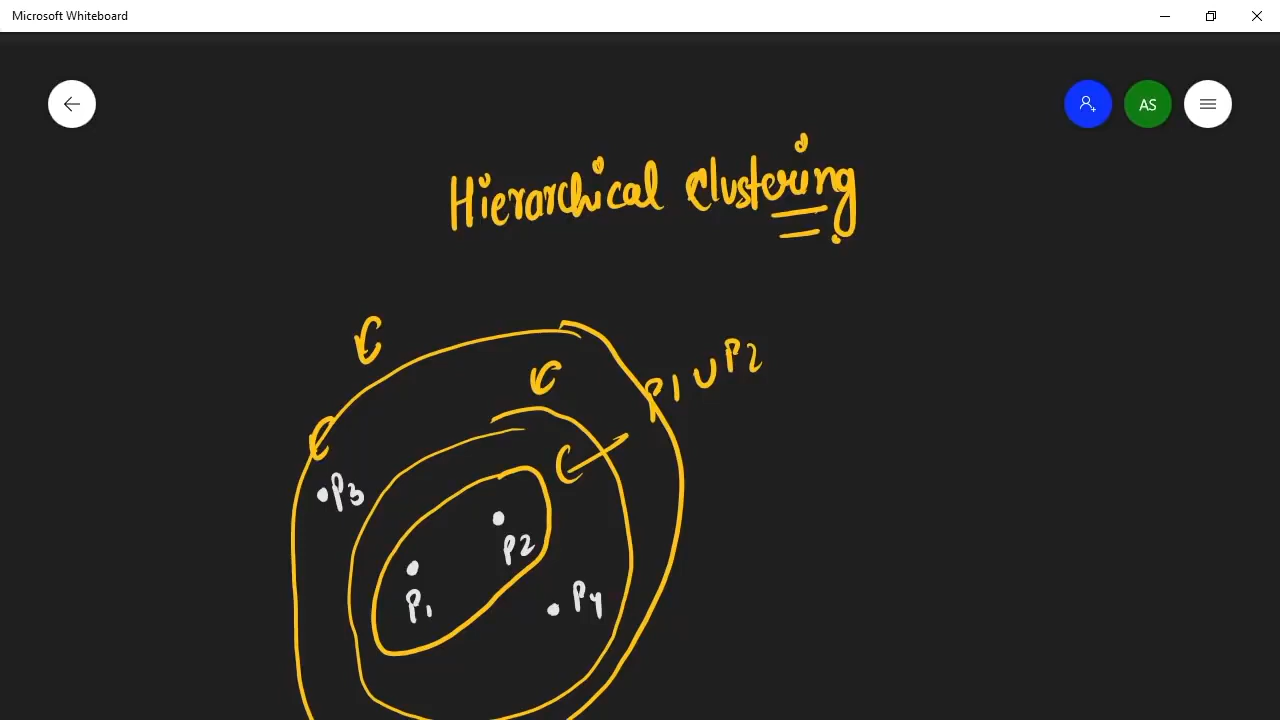 Microsoft Whiteboard
AS
Hierarchical Clustering
C
C
P1 ∪ P2
C
C
P3
P2
P1
P4